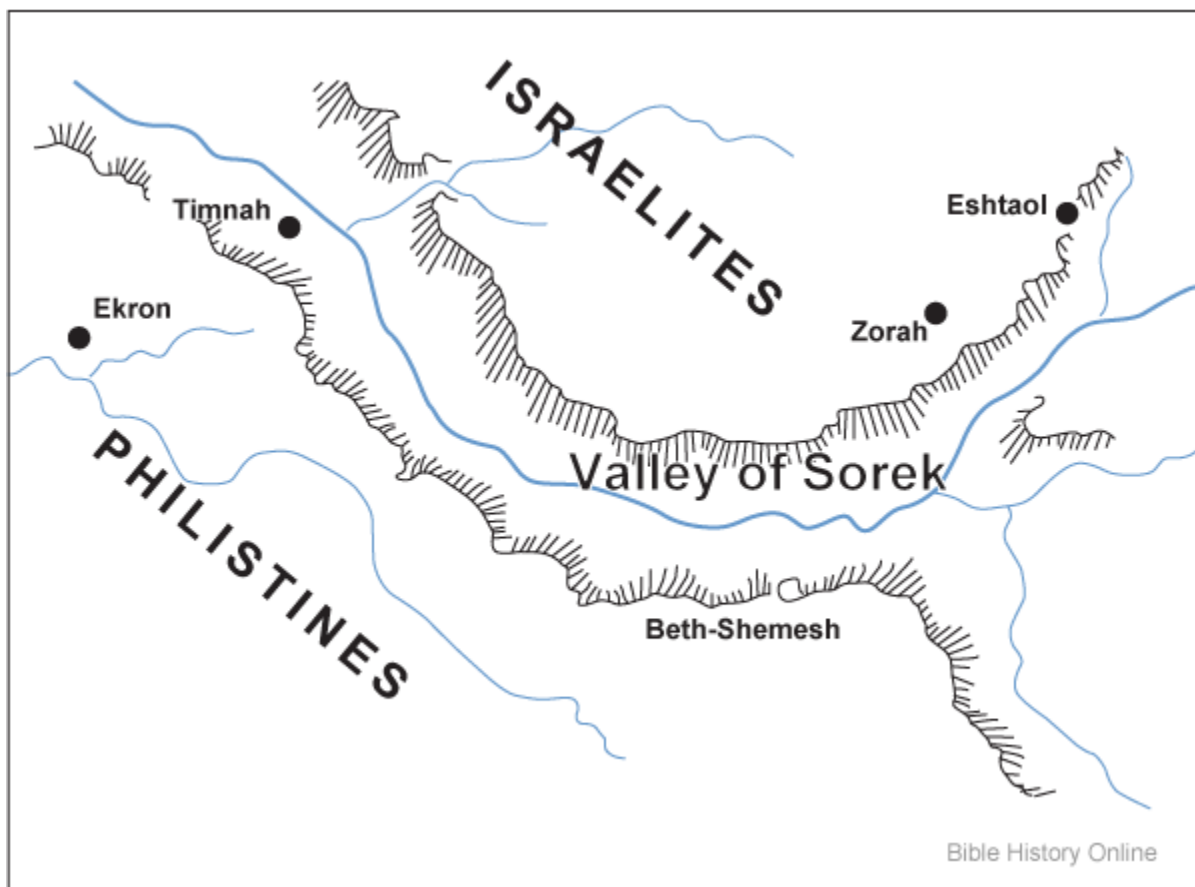 ISRAELITES
Timnah
Eshtaol
Ekron
Zorah
Valley of Sorek
PHILISTINES
Beth-Shemesh
Bible History Online